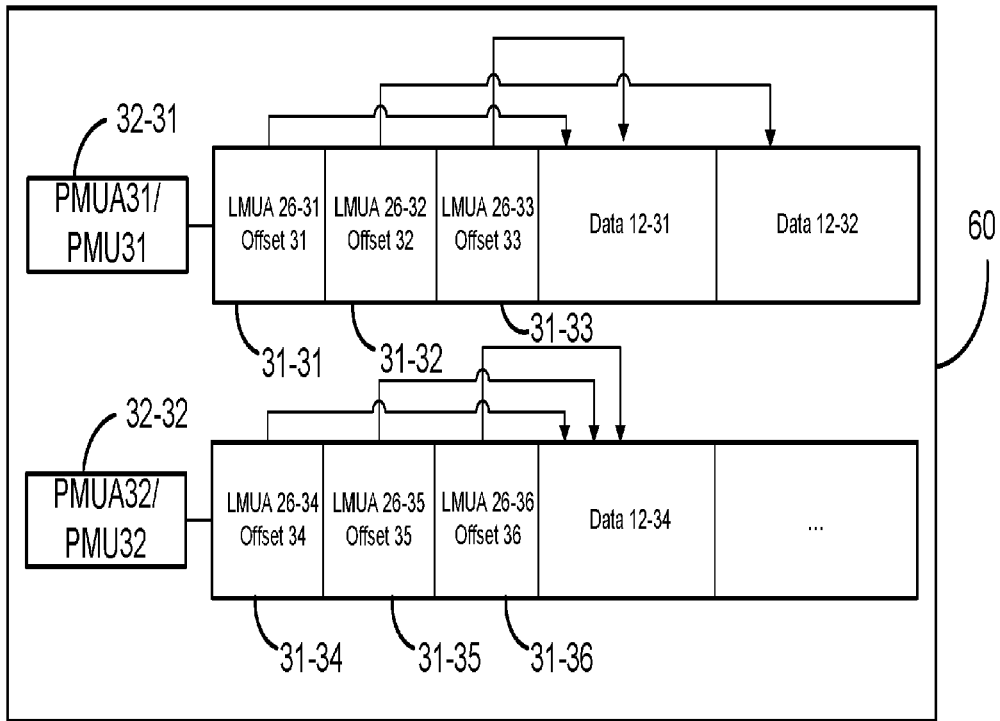 32-31
PMUA31/
PMU31
LMUA 26-31
Offset 31
LMUA 26-32
Offset 32
LMUA 26-33
Offset 33
Data 12-31
Data 12-32
60
31-31
31-32
31-33
32-32
PMUA32/
PMU32
LMUA 26-34
Offset 34
LMUA 26-35
Offset 35
LMUA 26-36
Offset 36
Data 12-34
...
31-34
31-35
31-36